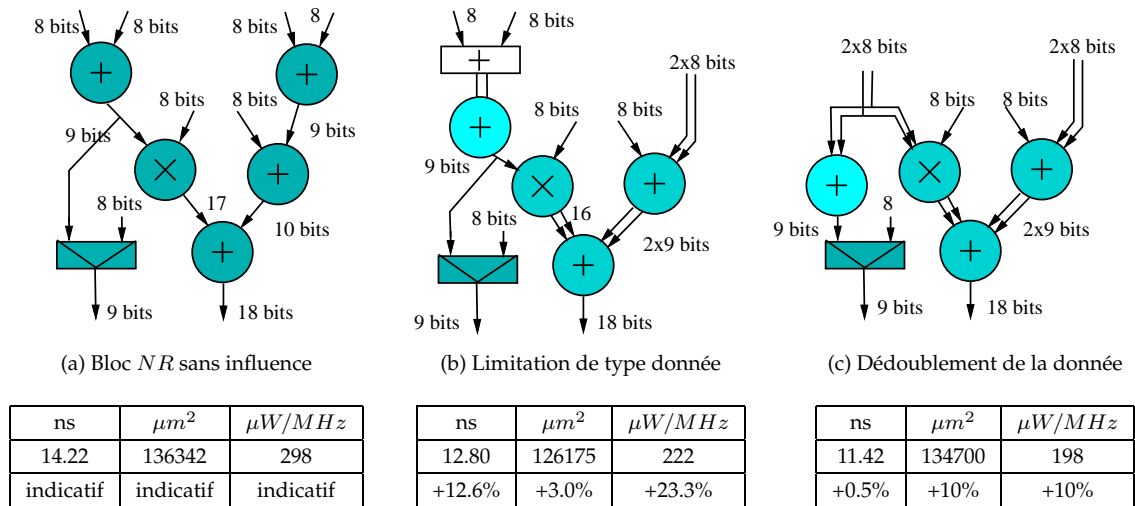 8 bits 8 bits 8 bits 8
+ +
8 bits 8 bits 9 bits
9 bits
× +
8 bits 17 10 bits
+
9 bits 18 bits
(a) Bloc NR sans influence
8 8 bits
+
2x8 bits
8 bits 8 bits
+
9 bits
× +
8 bits 16 2x9 bits
+
9 bits 18 bits
(b) Limitation de type donnée
2x8 bits 2x8 bits
8 bits 8 bits
+ × +
9 bits 8 2x9 bits
+
9 bits 18 bits
(c) Dédoublement de la donnée
ns μm² μW/MHz
14.22 136342 298
indicatif indicatif indicatif
ns μm² μW/MHz
12.80 126175 222
+12.6% +3.0% +23.3%
ns μm² μW/MHz
11.42 134700 198
+0.5% +10% +10%